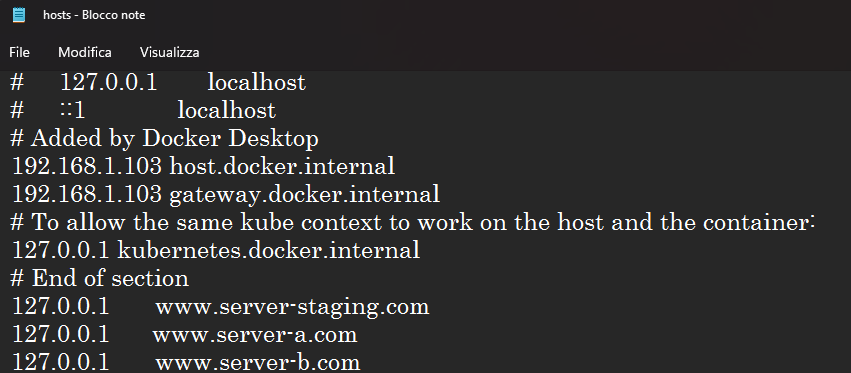 hosts - Blocco note
File Modifica Visualizza
# 127.0.0.1 localhost
# ::1 localhost
# Added by Docker Desktop
192.168.1.103 host.docker.internal
192.168.1.103 gateway.docker.internal
# To allow the same kube context to work on the host and the container:
127.0.0.1 kubernetes.docker.internal
# End of section
127.0.0.1 www.server-staging.com
127.0.0.1 www.server-a.com
127.0.0.1 www.server-b.com